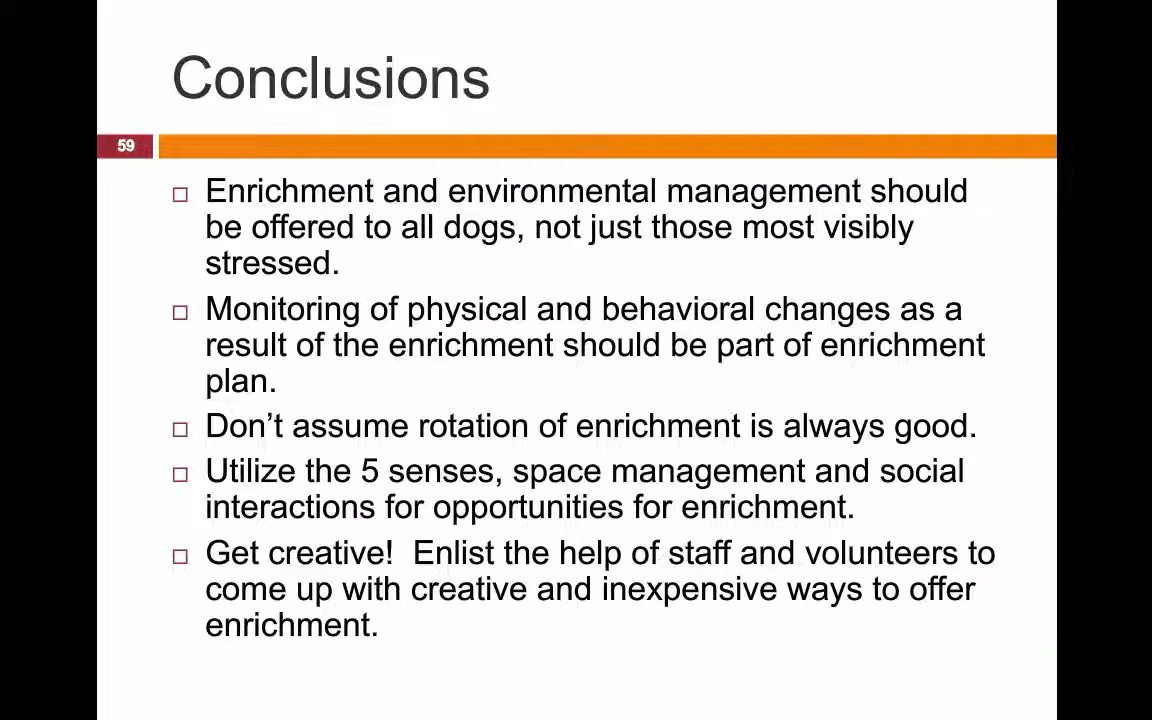 Conclusions
59
□ Enrichment and environmental management should
be offered to all dogs, not just those most visibly
stressed.
□ Monitoring of physical and behavioral changes as a
result of the enrichment should be part of enrichment
plan.
□ Don’t assume rotation of enrichment is always good.
□ Utilize the 5 senses, space management and social
interactions for opportunities for enrichment.
□ Get creative!  Enlist the help of staff and volunteers to
come up with creative and inexpensive ways to offer
enrichment.